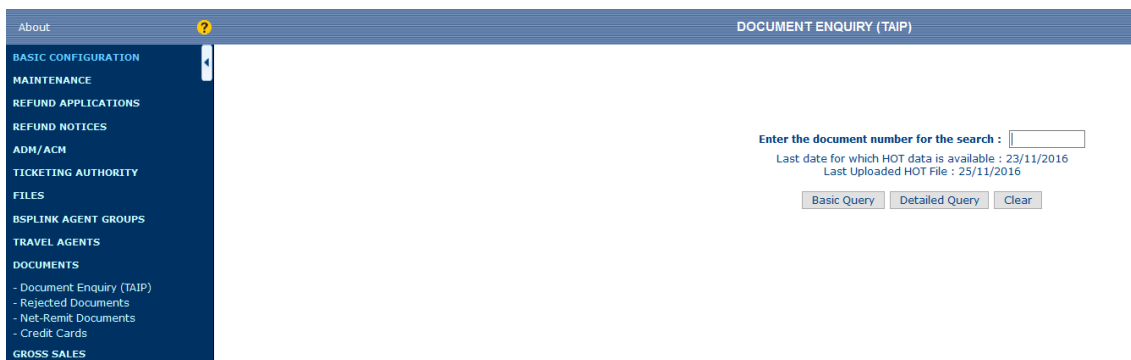 About
?
DOCUMENT ENQUIRY (TAIP)
BASIC CONFIGURATION
MAINTENANCE
REFUND APPLICATIONS
REFUND NOTICES
ADM/ACM
TICKETING AUTHORITY
FILES
BSPLINK AGENT GROUPS
TRAVEL AGENTS
DOCUMENTS
- Document Enquiry (TAIP)
- Rejected Documents
- Net-Remit Documents
- Credit Cards
GROSS SALES
Enter the document number for the search :
Last date for which HOT data is available : 23/11/2016
Last Uploaded HOT File : 25/11/2016
Basic Query Detailed Query Clear